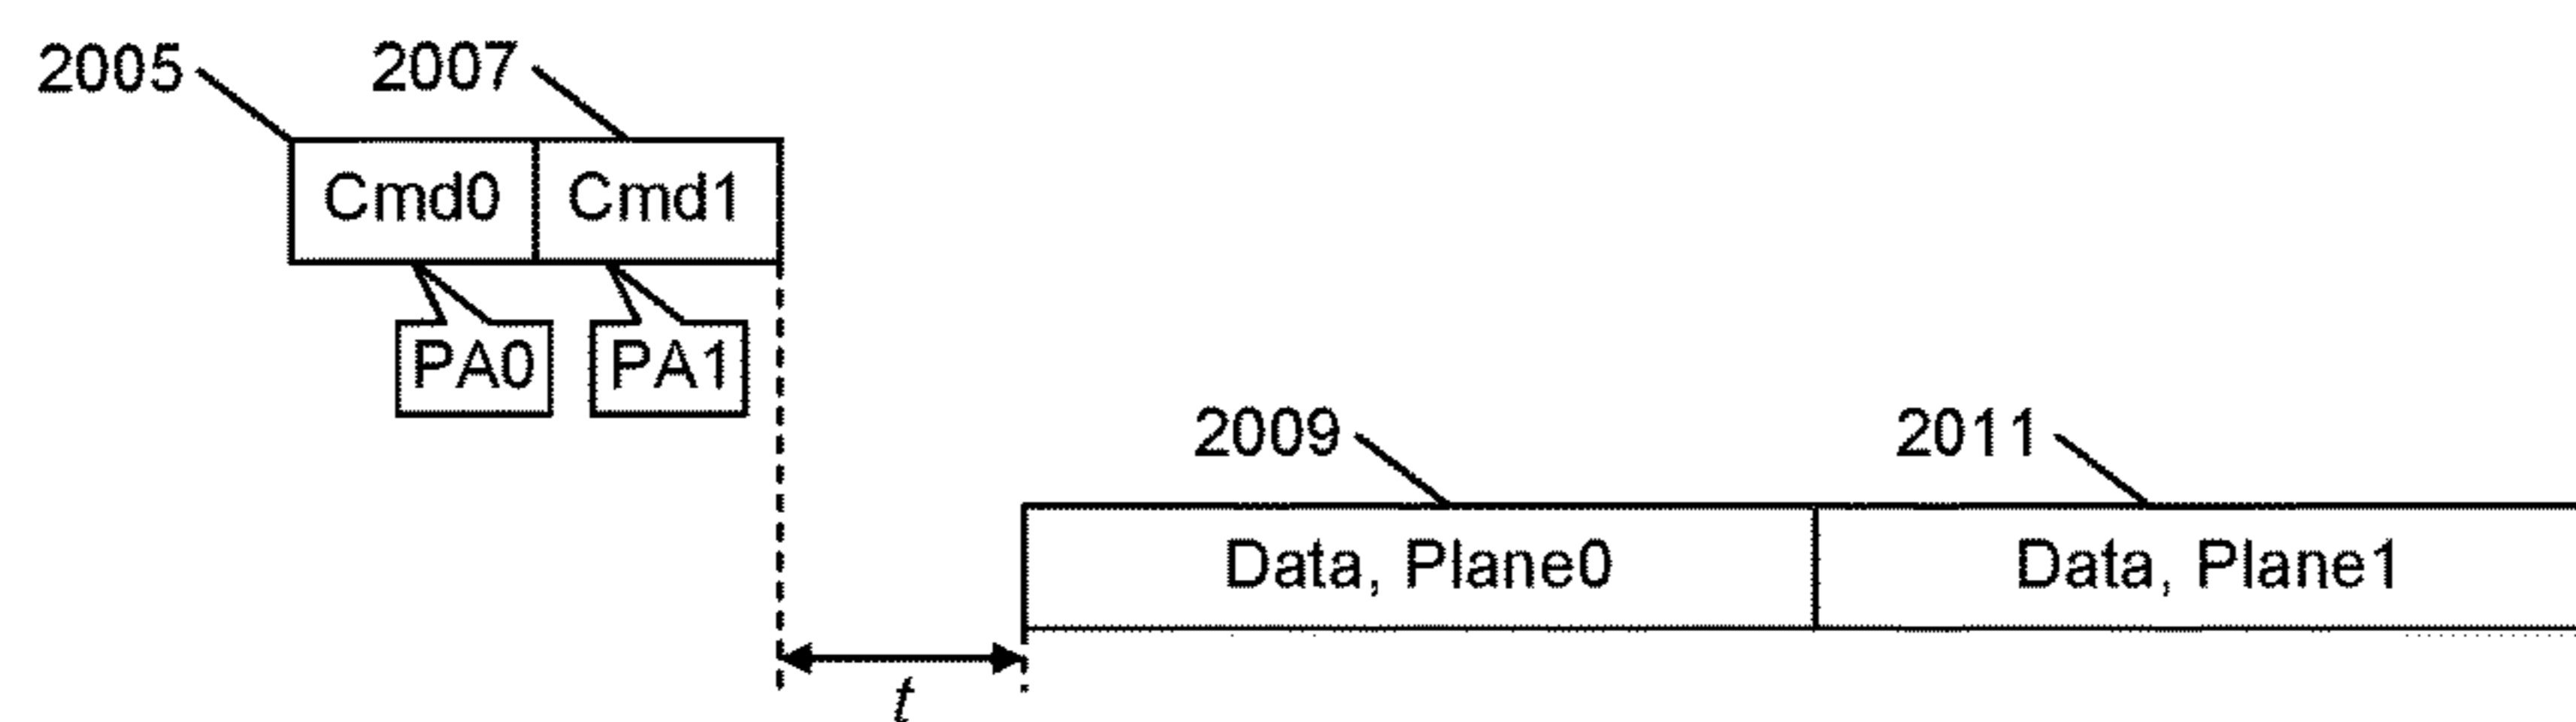 2005 2007
Cmd0 Cmd1
PA0 PA1
2009 2011
Data, Plane0 Data, Plane1
t